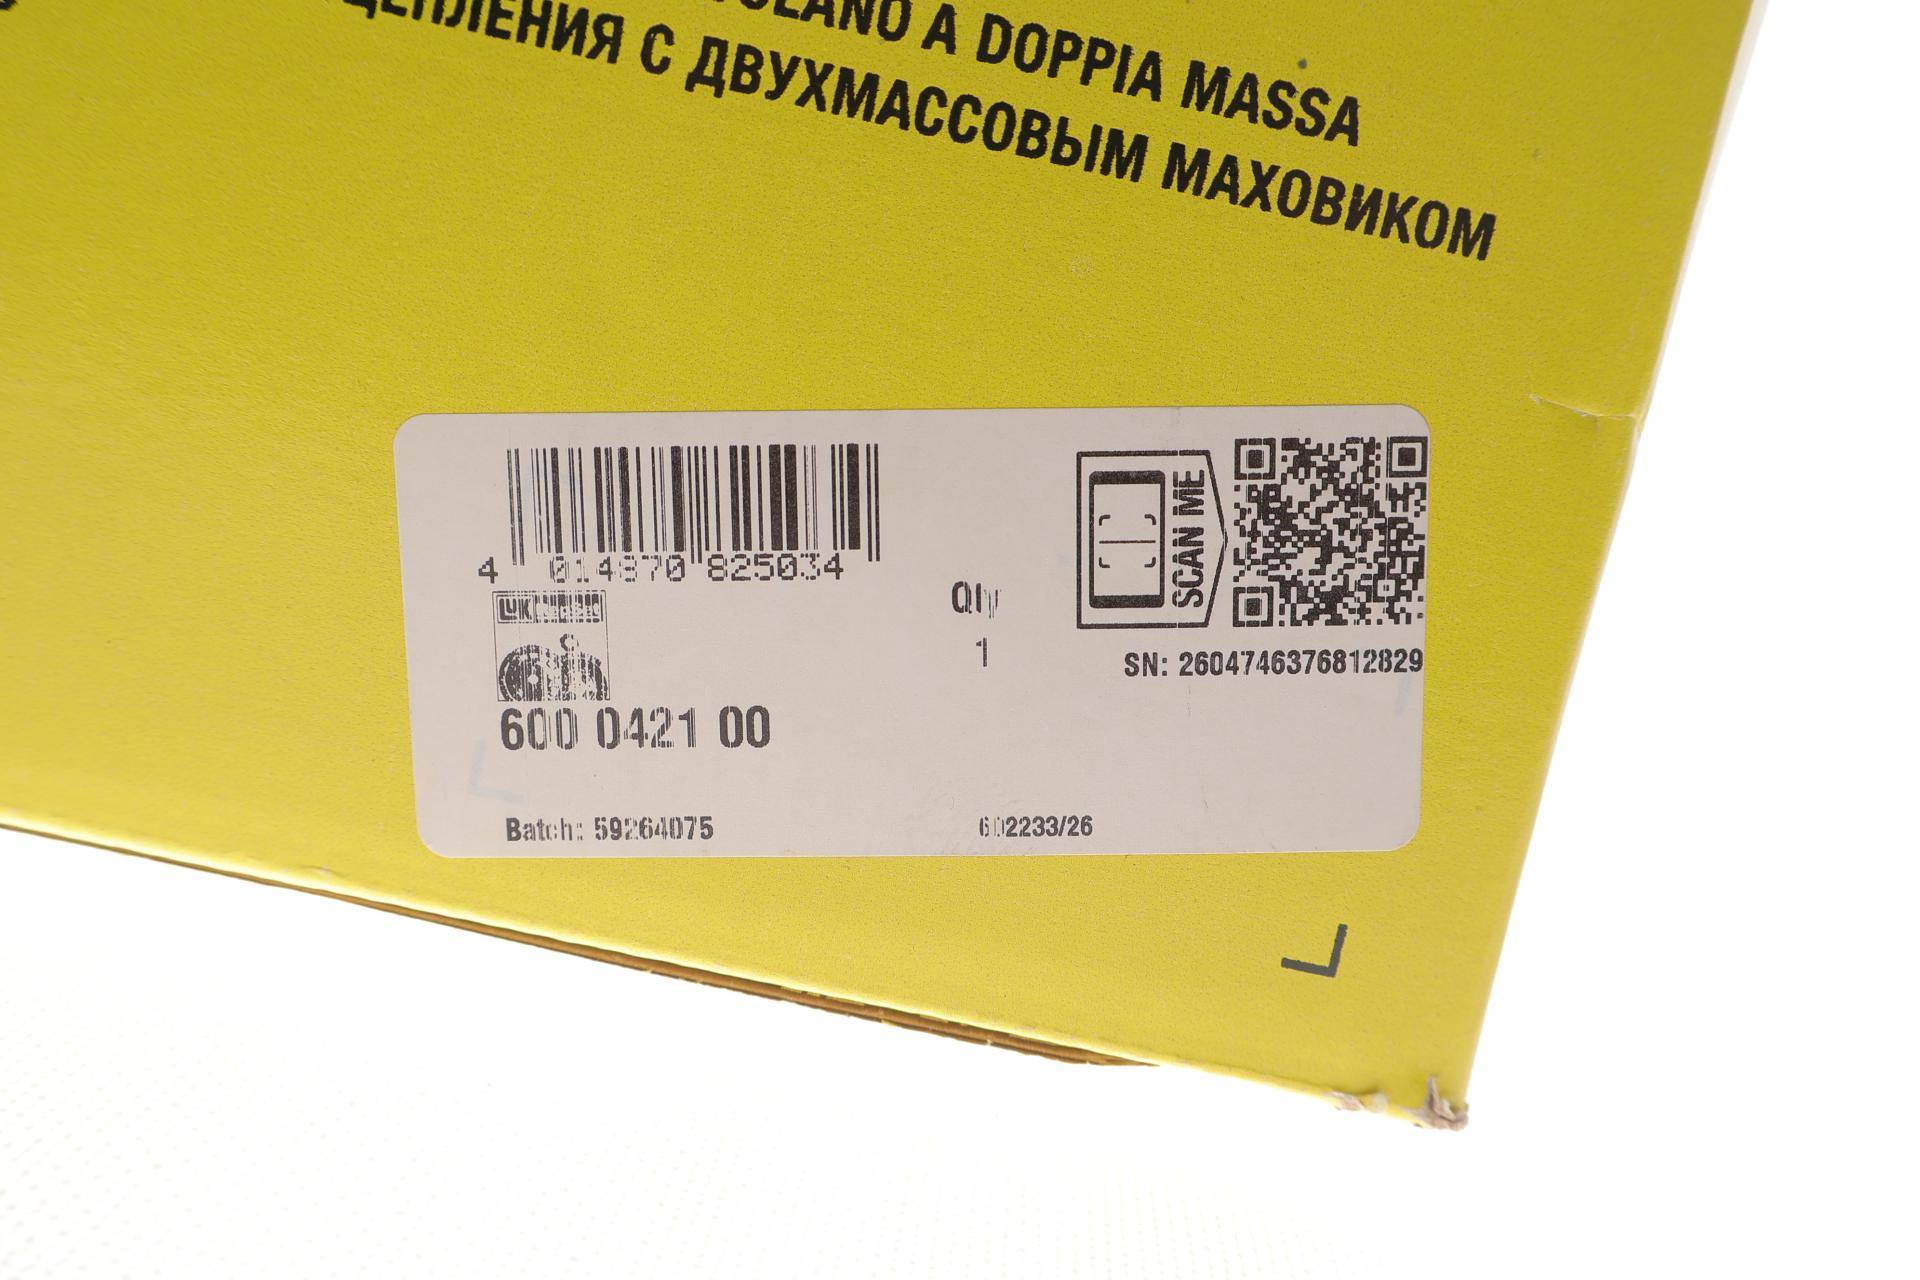 A DOPPIA MASSA
С ДВУХМАССОВЫМ МАХОВИКОМ
4 014870 825034
LUK
Qty
1
SCAN ME
SN: 2604746376812829
600 0421 00
Batch: 59264075
602233/26